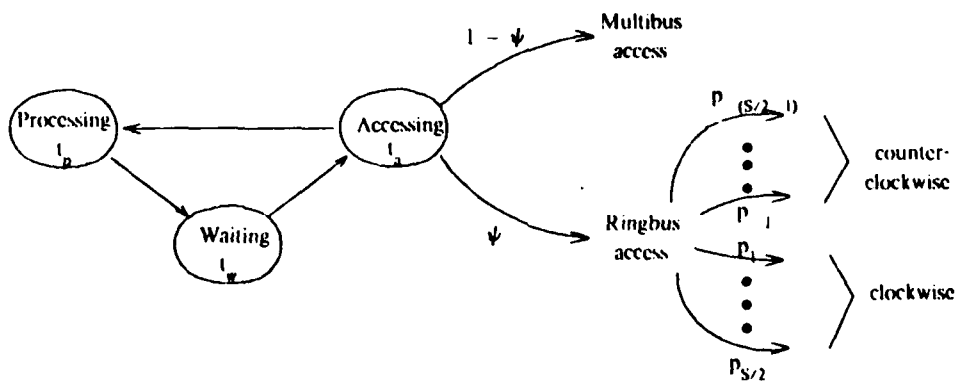 1 - ψ
Multibus
access
Processing
t_p
Accessing
t_a
Waiting
t_w
ψ
Ringbus
access
p_(S/2 1)
p_1
p_1
p_S/2
counter-
clockwise
clockwise